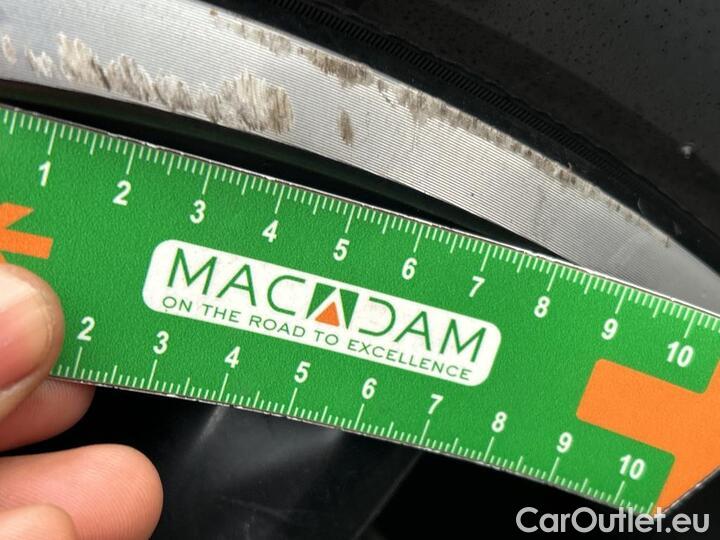 1 2 3 4 5 6 7 8 9 10
MACADAM
ON THE ROAD TO EXCELLENCE
2 3 4 5 6 7 8 9 10
CarOutlet.eu